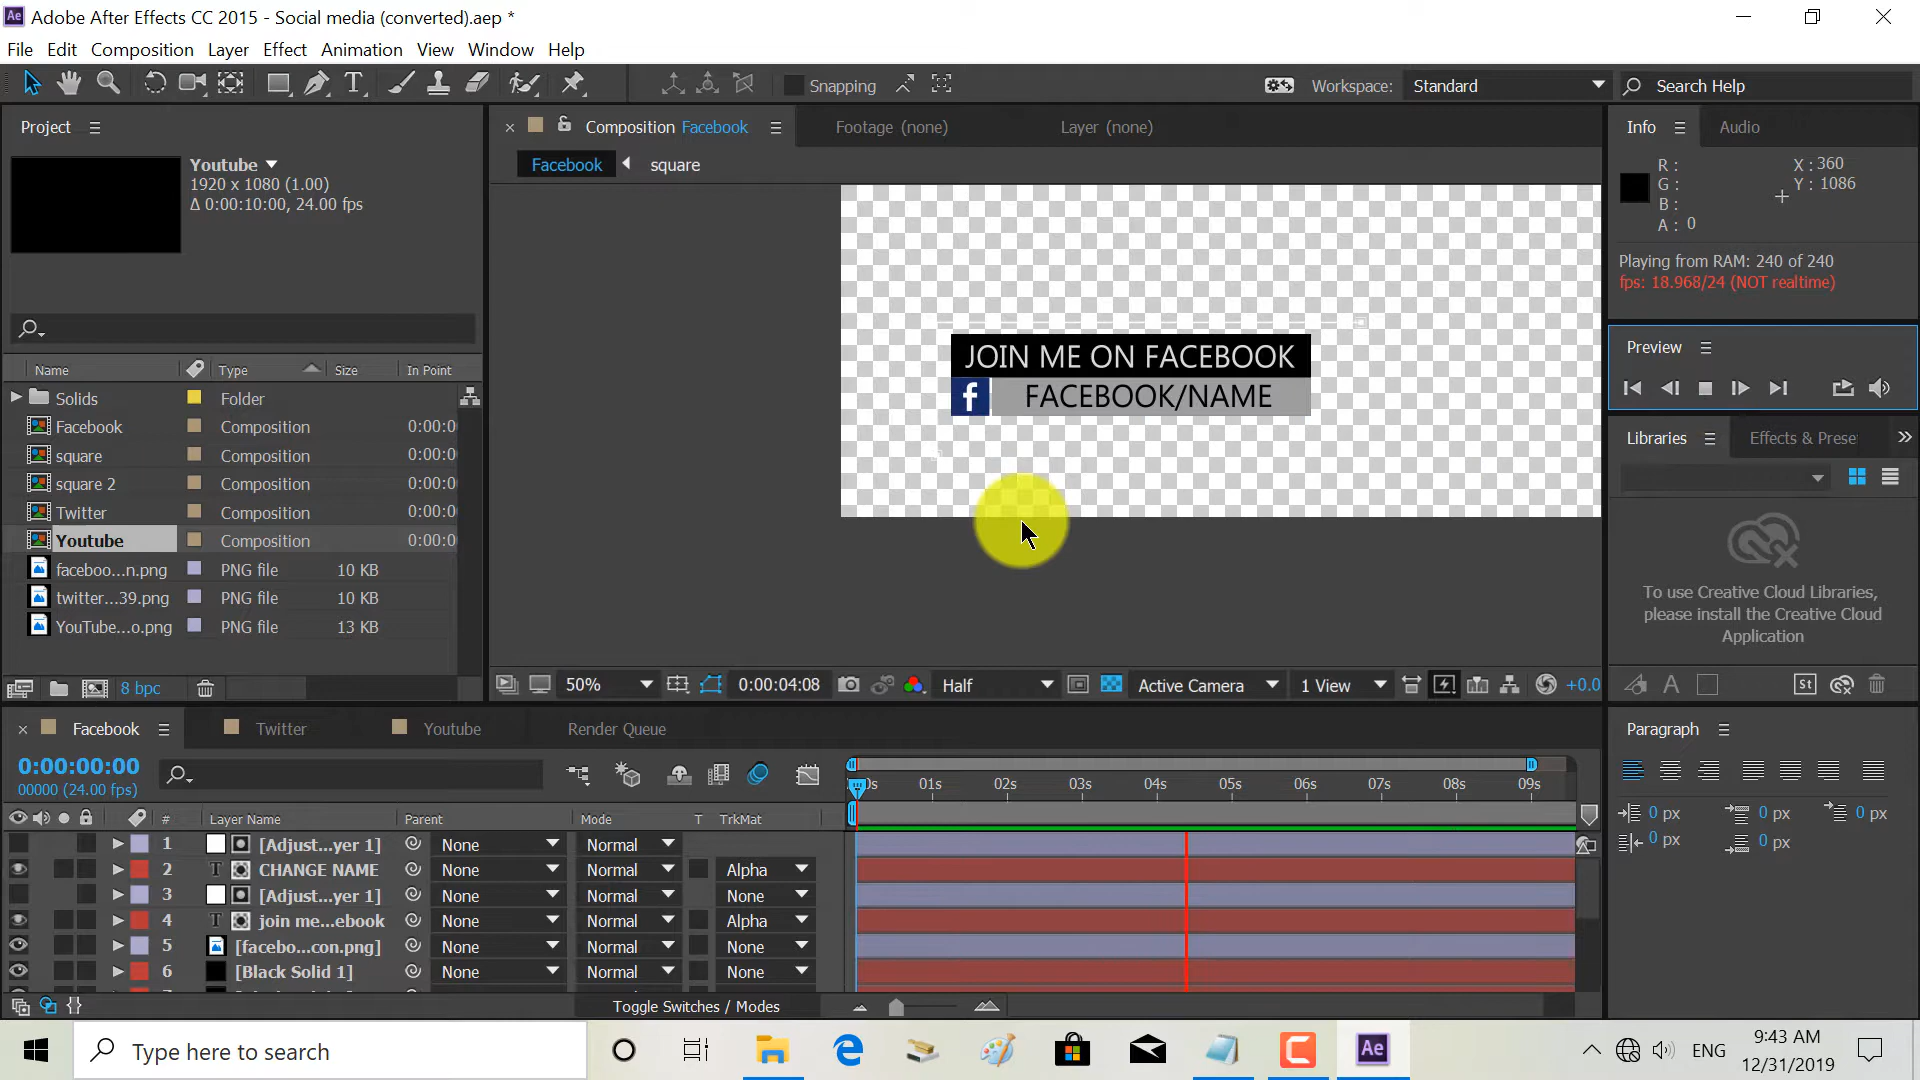 Adobe After Effects CC 2015 - Social media (converted).aep *
File Edit Composition Layer Effect Animation View Window Help
Snapping
Workspace: Standard
Search Help
Project
Youtube
1920 x 1080 (1.00)
Δ 0:00:10:00, 24.00 fps
Name Type Size In Point
Solids Folder
Facebook Composition 0:00:0
square Composition 0:00:0
square 2 Composition 0:00:0
Twitter Composition 0:00:0
Youtube Composition 0:00:0
faceboo...n.png PNG file 10 KB
twitter...39.png PNG file 10 KB
YouTube...o.png PNG file 13 KB
8 bpc
Composition Facebook
Footage (none)
Layer (none)
Facebook square
JOIN ME ON FACEBOOK
f FACEBOOK/NAME
50% 0:00:04:08 Half Active Camera 1 View +0.0
Info Audio
R :
G :
B :
A : 0
X : 360
Y : 1086
Playing from RAM: 240 of 240
fps: 18.968/24 (NOT realtime)
Preview
Libraries Effects & Prese
To use Creative Cloud Libraries,
please install the Creative Cloud
Application
St
Facebook Twitter Youtube Render Queue
0:00:00:00
00000 (24.00 fps)
0s 01s 02s 03s 04s 05s 06s 07s 08s 09s
# Layer Name Parent Mode T TrkMat
1 [Adjust...yer 1] None Normal
2 T CHANGE NAME None Normal Alpha
3 [Adjust...yer 1] None Normal None
4 T join me...ebook None Normal Alpha
5 [facebo...con.png] None Normal None
6 [Black Solid 1] None Normal None
Toggle Switches / Modes
Paragraph
0 px 0 px 0 px
0 px 0 px
Type here to search
Ae
ENG
9:43 AM
12/31/2019